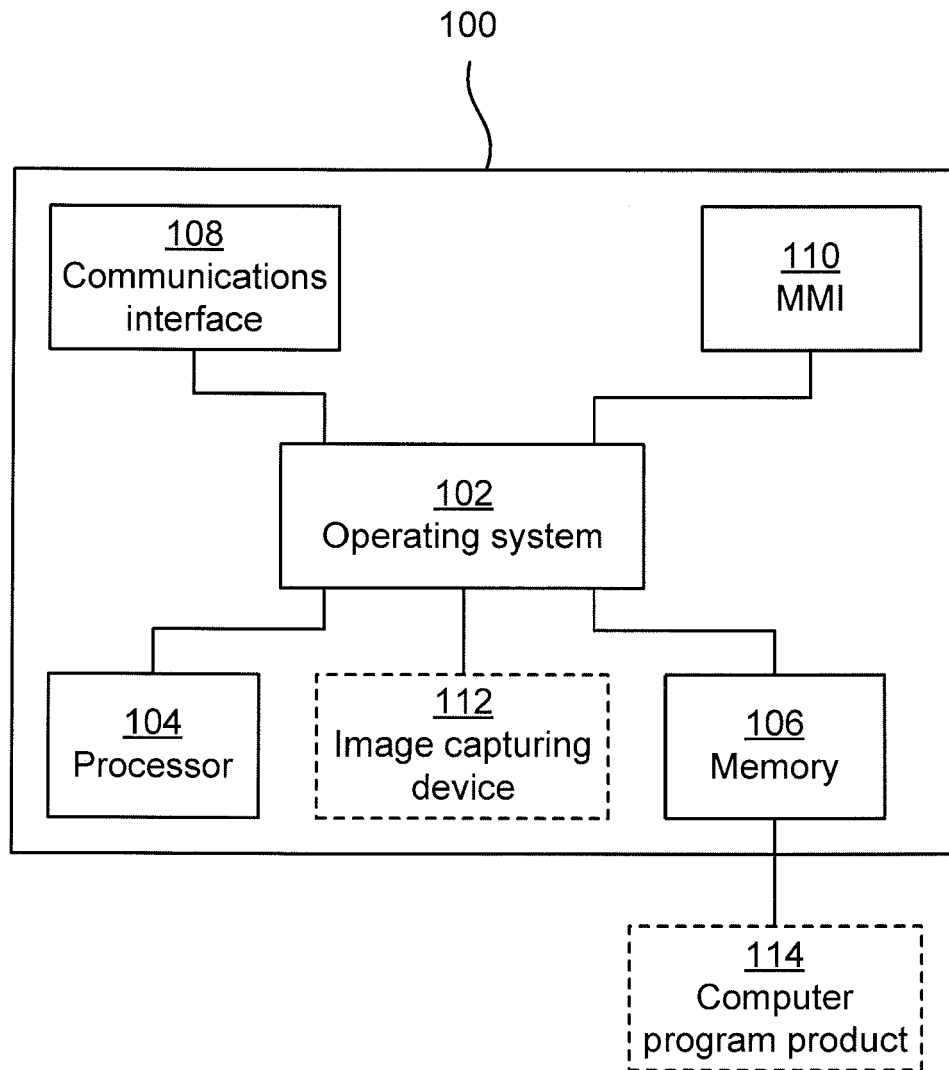 100
108
Communications
interface
110
MMI
102
Operating system
104
Processor
112
Image capturing
device
106
Memory
114
Computer
program product